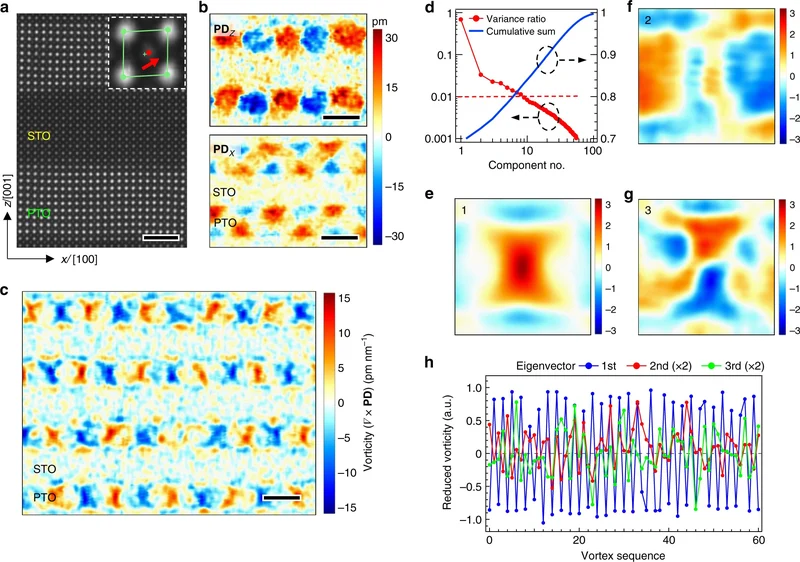 a
STO
PTO
z/[001]
x/[100]
b
pm
PDZ
30
15
0
−15
−30
PDX
STO
PTO
c
STO
PTO
15
10
5
0
−5
−10
−15
Vorticity (∇ × PD) (pm nm−1)
d
Variance ratio
Cumulative sum
1
0.1
0.01
0.001
1
0.9
0.8
0.7
1 10 100
Component no.
e
1
3
2
1
0
−1
−2
−3
f
2
3
2
1
0
−1
−2
−3
g
3
3
2
1
0
−1
−2
−3
h
Eigenvector 1st 2nd (×2) 3rd (×2)
1.0
0.5
0
−0.5
−1.0
Reduced vorticity (a.u.)
0 20 40 60
Vortex sequence